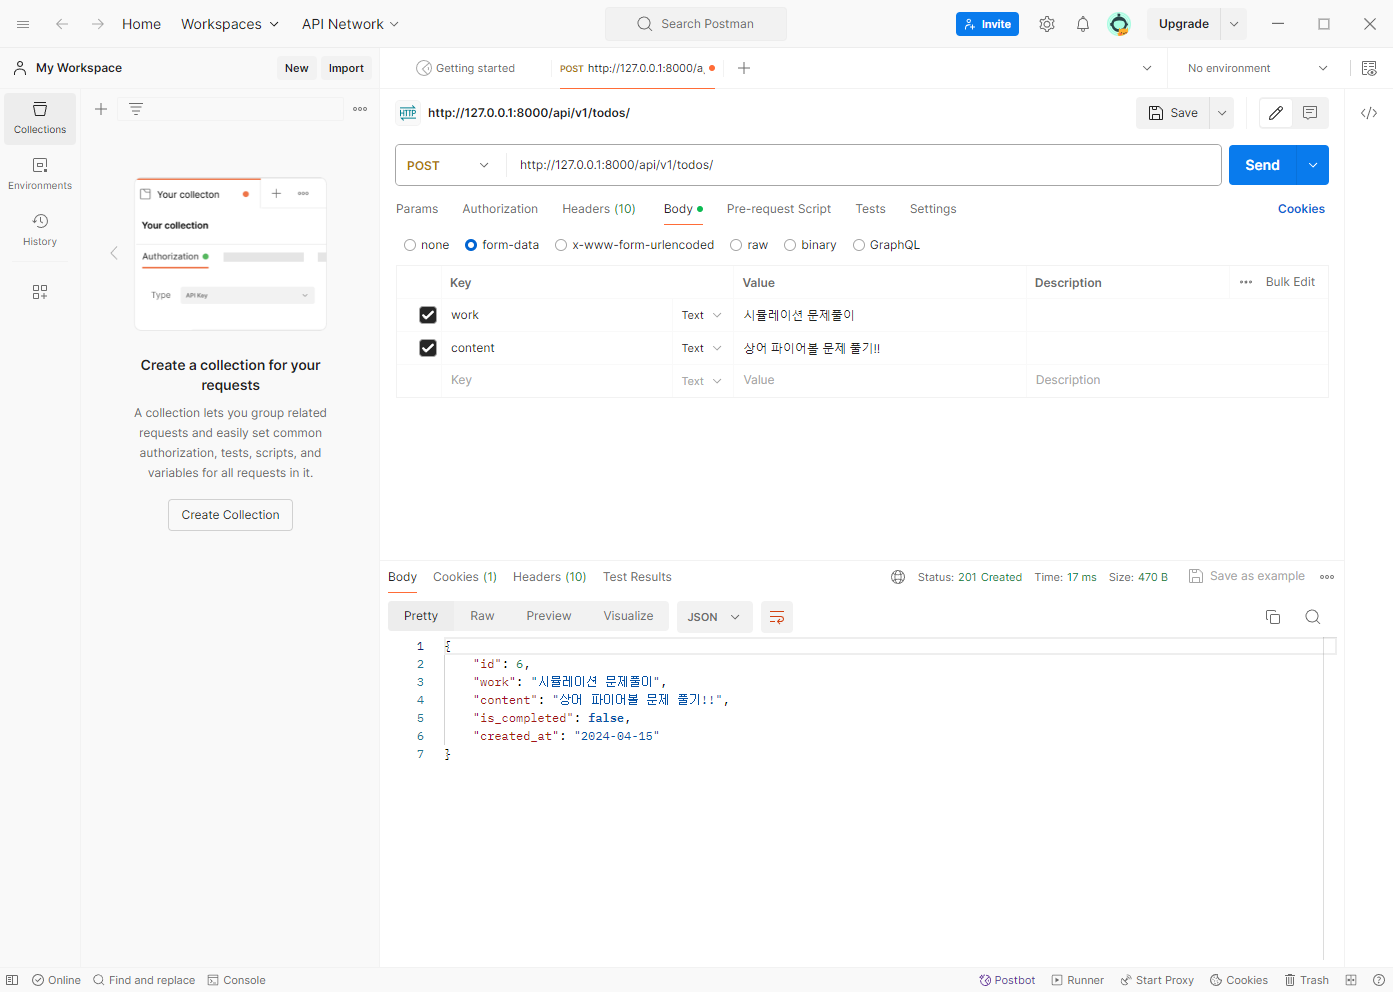 Home Workspaces API Network Search Postman Invite Upgrade
My Workspace New Import Getting started POST http://127.0.0.1:8000/a No environment
Collections
Environments
History
Your collecton
Your collection
Authorization
Type API Key
Create a collection for your
requests
A collection lets you group related
requests and easily set common
authorization, tests, scripts, and
variables for all requests in it.
Create Collection
HTTP http://127.0.0.1:8000/api/v1/todos/ Save
POST http://127.0.0.1:8000/api/v1/todos/ Send
Params Authorization Headers (10) Body Pre-request Script Tests Settings Cookies
none form-data x-www-form-urlencoded raw binary GraphQL
Key Value Description Bulk Edit
work Text 시뮬레이션 문제풀이
content Text 상어 파이어볼 문제 풀기!!
Key Text Value Description
Body Cookies (1) Headers (10) Test Results Status: 201 Created Time: 17 ms Size: 470 B Save as example
Pretty Raw Preview Visualize JSON
1 {
2 "id": 6,
3 "work": "시뮬레이션 문제풀이",
4 "content": "상어 파이어볼 문제 풀기!!",
5 "is_completed": false,
6 "created_at": "2024-04-15"
7 }
Online Find and replace Console Postbot Runner Start Proxy Cookies Trash